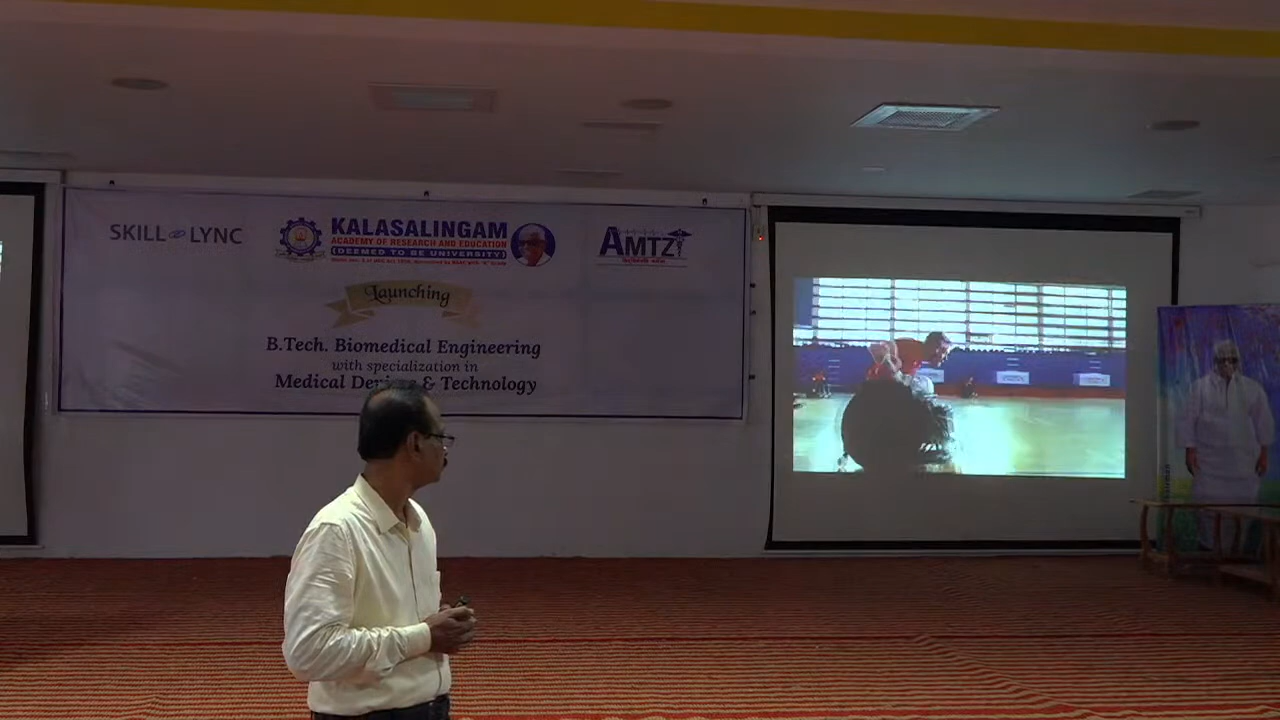 SKILL LYNC
KALASALINGAM
ACADEMY OF RESEARCH AND EDUCATION
(DEEMED TO BE UNIVERSITY)
AMTZ
Launching
B.Tech. Biomedical Engineering
with specialization in
Medical & Technology